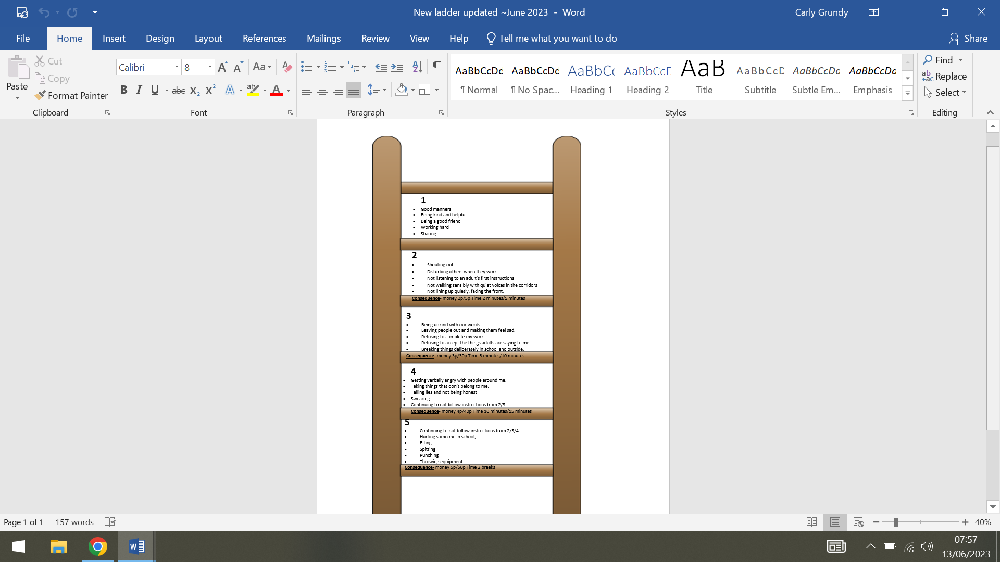 New ladder updated ~June 2023 - Word
Carly Grundy
File Home Insert Design Layout References Mailings Review View Help Tell me what you want to do Share
Paste
Cut
Copy
Format Painter
Clipboard
Calibri 8
Font
Paragraph
AaBbCcDc AaBbCcDc AaBbCc AaBbCcD AaB AaBbCcD AaBbCcDd AaBbCcDd
¶ Normal ¶ No Spac... Heading 1 Heading 2 Title Subtitle Subtle Em... Emphasis
Styles
Find
Replace
Select
Editing
1
• Good manners
• Being kind and helpful
• Being a good friend
• Working hard
• Sharing
2
• Shouting out
• Disturbing others when they work
• Not listening to an adult's first instructions
• Not walking sensibly with quiet voices in the corridors
• Not lining up quietly, facing the front.
Consequence- money 2p/5p Time 2 minutes/5 minutes
3
• Being unkind with our words.
• Leaving people out and making them feel sad.
• Refusing to complete my work.
• Refusing to accept the things adults are saying to me
• Breaking things deliberately in school and outside.
Consequence- money 3p/30p Time 5 minutes/10 minutes
4
• Getting verbally angry with people around me.
• Taking things that don't belong to me.
• Telling lies and not being honest
• Swearing
• Continuing to not follow instructions from 2/3
Consequence- money 4p/40p Time 10 minutes/15 minutes
5
• Continuing to not follow instructions from 2/3/4
• Hurting someone in school,
• Biting
• Spitting
• Punching
• Throwing equipment
Consequence- money 5p/50p Time 2 breaks
Page 1 of 1 157 words
40%
07:57
13/06/2023